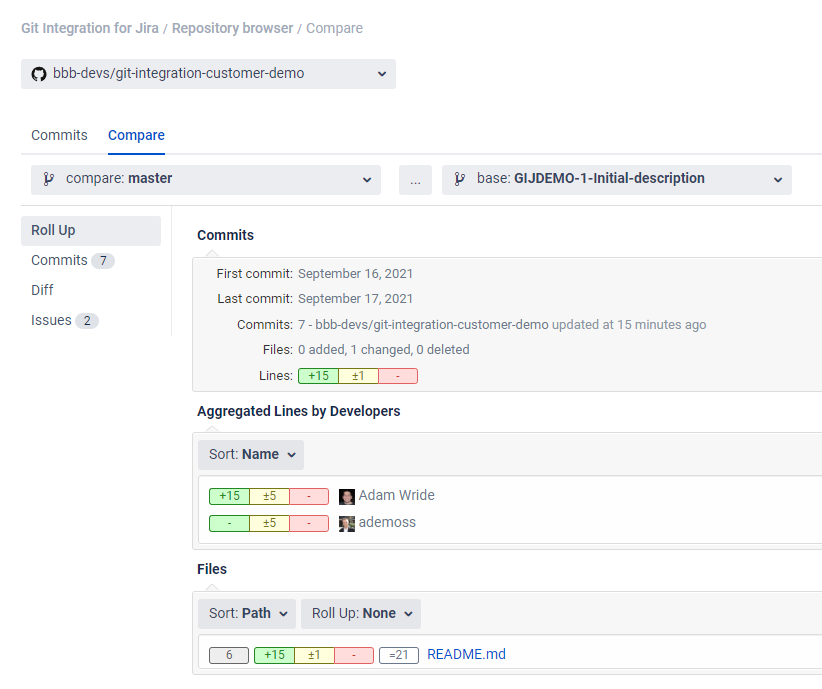 Git Integration for Jira / Repository browser / Compare
bbb-devs/git-integration-customer-demo
Commits Compare
compare: master ... base: GIJDEMO-1-Initial-description
Roll Up
Commits 7
Diff
Issues 2
Commits
First commit: September 16, 2021
Last commit: September 17, 2021
Commits: 7 - bbb-devs/git-integration-customer-demo updated at 15 minutes ago
Files: 0 added, 1 changed, 0 deleted
Lines: +15 ±1 -
Aggregated Lines by Developers
Sort: Name
+15 ±5 - Adam Wride
- ±5 - ademoss
Files
Sort: Path Roll Up: None
6 +15 ±1 - =21 README.md